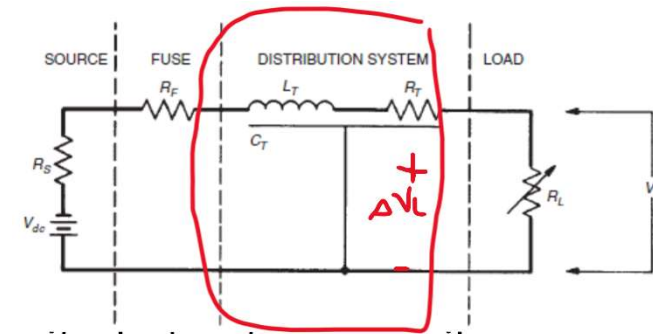 SOURCE FUSE DISTRIBUTION SYSTEM LOAD
R_F L_T R_T
C_T
R_S
+
ΔV_L
R_L
V_dc
-